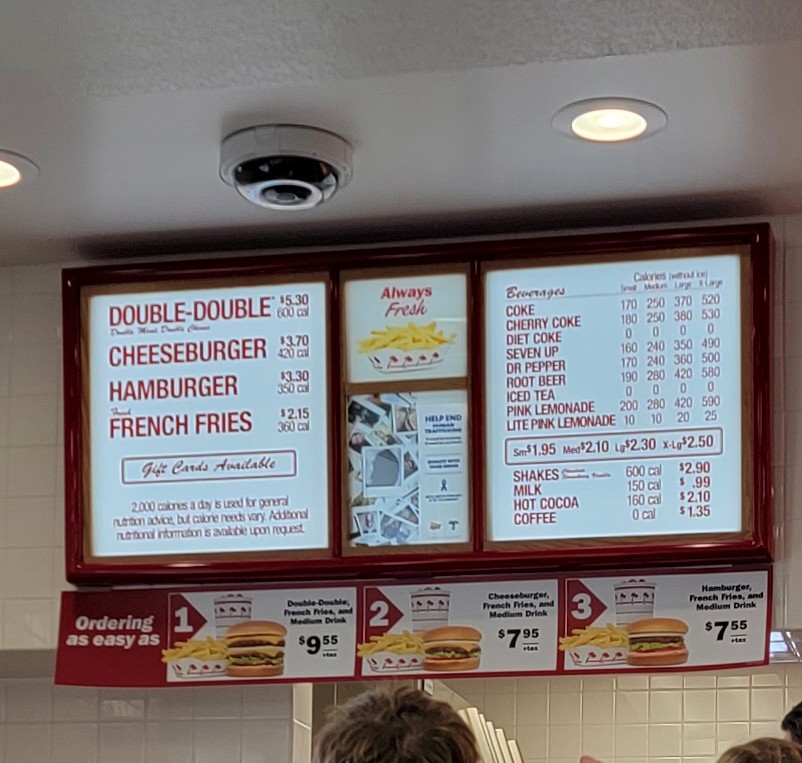 DOUBLE-DOUBLE $5.30
600 cal
Double Meat Double Cheese
CHEESEBURGER $3.70
420 cal
HAMBURGER $3.30
350 cal
Fresh
FRENCH FRIES $2.15
360 cal
Gift Cards Available
2,000 calories a day is used for general
nutrition advice, but calorie needs vary. Additional
nutritional information is available upon request.
Always
Fresh
HELP END
HUMAN
TRAFFICKING
Beverages
Calories (without ice)
Small Medium Large X-Large
COKE 170 250 370 520
CHERRY COKE 180 250 380 530
DIET COKE 0 0 0 0
SEVEN UP 160 240 350 490
DR PEPPER 170 240 360 500
ROOT BEER 190 280 420 580
ICED TEA 0 0 0 0
PINK LEMONADE 200 280 420 590
LITE PINK LEMONADE 10 10 20 25
Sm$1.95 Med$2.10 Lg$2.30 X-Lg$2.50
SHAKES Chocolate Strawberry Vanilla 600 cal $2.90
MILK 150 cal $ .99
HOT COCOA 160 cal $2.10
COFFEE 0 cal $1.35
Ordering
as easy as
1
Double-Double,
French Fries, and
Medium Drink
$9.55
+tax
2
Cheeseburger,
French Fries, and
Medium Drink
$7.95
+tax
3
Hamburger,
French Fries, and
Medium Drink
$7.55
+tax